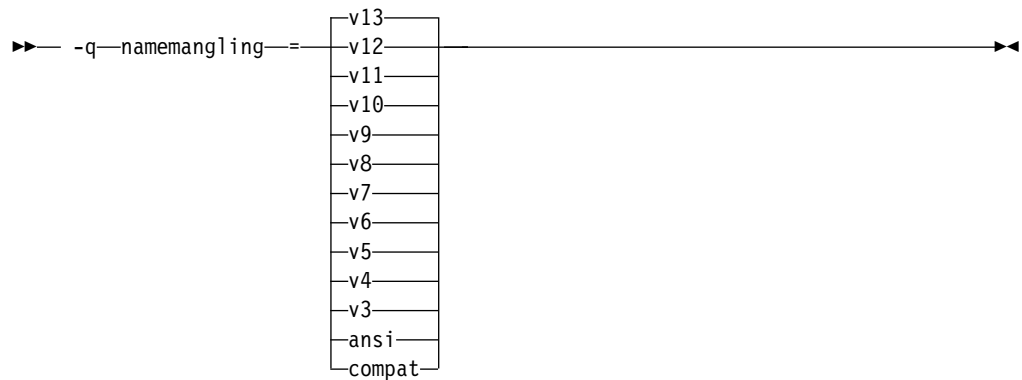 v13
-q namemangling = v12
v11
v10
v9
v8
v7
v6
v5
v4
v3
ansi
compat